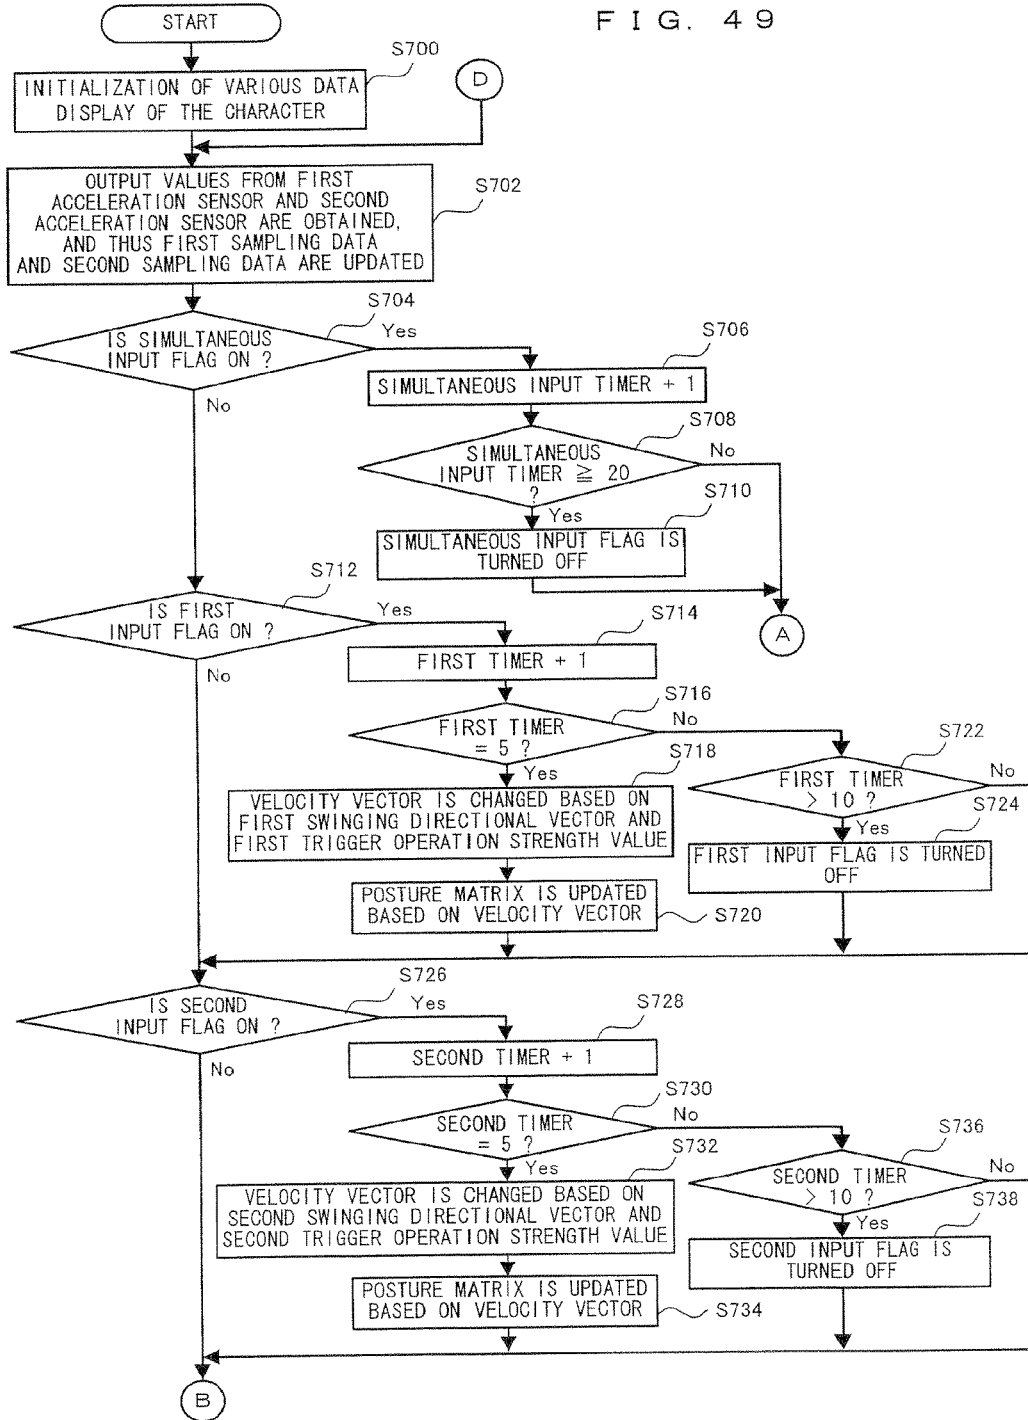 FIG. 49
START
S700
INITIALIZATION OF VARIOUS DATA
DISPLAY OF THE CHARACTER
D
OUTPUT VALUES FROM FIRST
ACCELERATION SENSOR AND SECOND
ACCELERATION SENSOR ARE OBTAINED,
AND THUS FIRST SAMPLING DATA
AND SECOND SAMPLING DATA ARE UPDATED
S702
S704
IS SIMULTANEOUS
INPUT FLAG ON ?
Yes
No
S706
SIMULTANEOUS INPUT TIMER + 1
S708
SIMULTANEOUS
INPUT TIMER ≧ 20
?
No
Yes
S710
SIMULTANEOUS INPUT FLAG IS
TURNED OFF
A
S712
IS FIRST
INPUT FLAG ON ?
Yes
No
S714
FIRST TIMER + 1
S716
FIRST TIMER
= 5 ?
No
Yes
S718
VELOCITY VECTOR IS CHANGED BASED ON
FIRST SWINGING DIRECTIONAL VECTOR AND
FIRST TRIGGER OPERATION STRENGTH VALUE
POSTURE MATRIX IS UPDATED
BASED ON VELOCITY VECTOR
S720
S722
FIRST TIMER
> 10 ?
No
Yes
S724
FIRST INPUT FLAG IS TURNED
OFF
S726
IS SECOND
INPUT FLAG ON ?
Yes
No
S728
SECOND TIMER + 1
S730
SECOND TIMER
= 5 ?
No
Yes
S732
VELOCITY VECTOR IS CHANGED BASED ON
SECOND SWINGING DIRECTIONAL VECTOR AND
SECOND TRIGGER OPERATION STRENGTH VALUE
POSTURE MATRIX IS UPDATED
BASED ON VELOCITY VECTOR
S734
S736
SECOND TIMER
> 10 ?
No
Yes
S738
SECOND INPUT FLAG IS
TURNED OFF
B